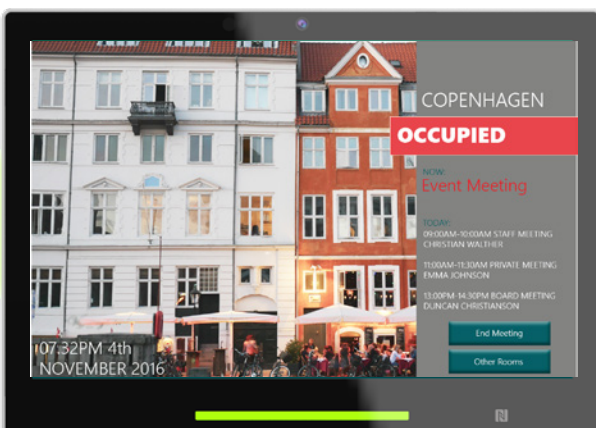 COPENHAGEN
OCCUPIED
NOW:
Event Meeting
TODAY:
09:00AM-10:00AM STAFF MEETING
CHRISTIAN WALTHER
11:00AM-11:30AM PRIVATE MEETING
EMMA JOHNSON
13:00PM-14.30PM BOARD MEETING
DUNCAN CHRISTIANSON
End Meeting
Other Rooms
07.32PM 4th
NOVEMBER 2016